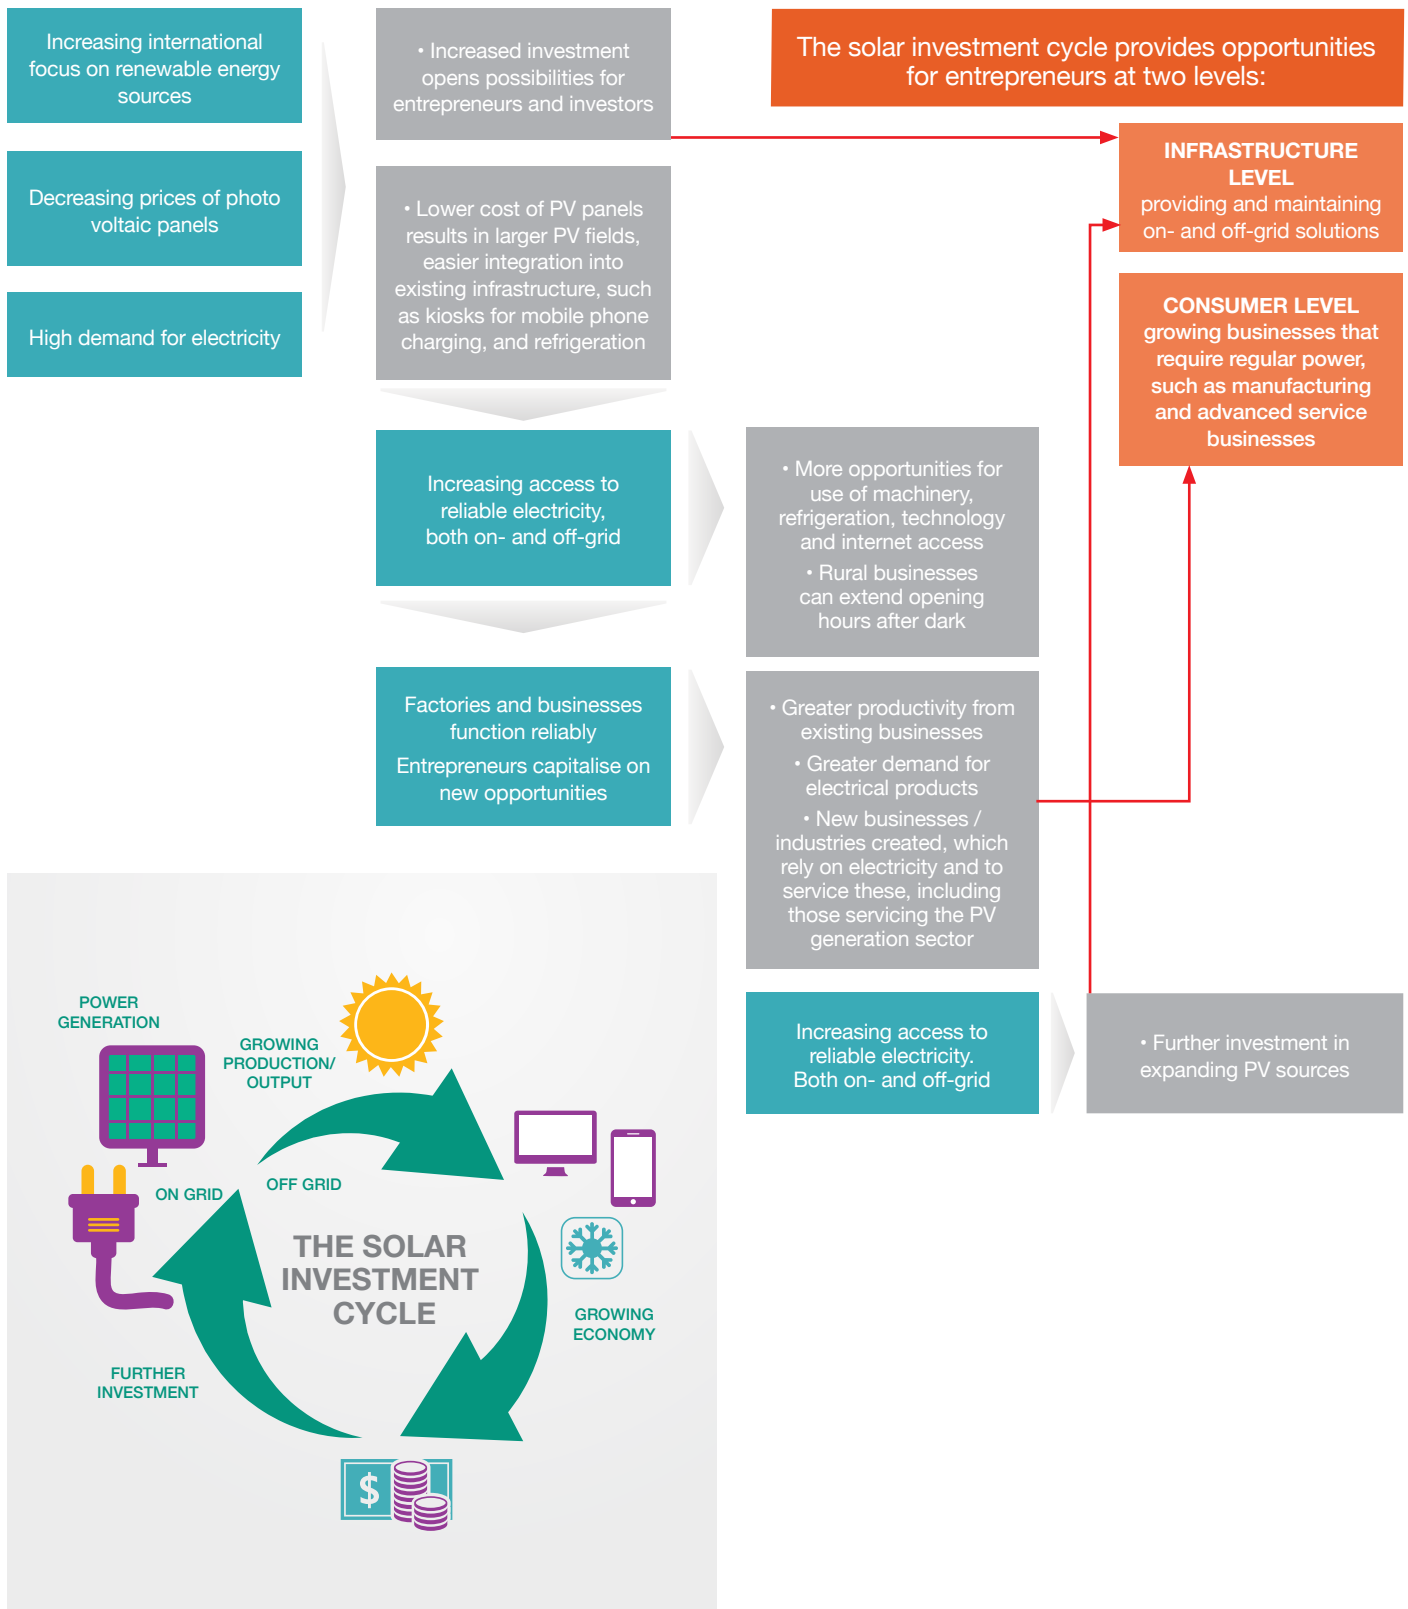 Increasing international
focus on renewable energy
sources
Decreasing prices of photo
voltaic panels
High demand for electricity
• Increased investment
opens possibilities for
entrepreneurs and investors
• Lower cost of PV panels
results in larger PV fields,
easier integration into
existing infrastructure, such
as kiosks for mobile phone
charging, and refrigeration
The solar investment cycle provides opportunities
for entrepreneurs at two levels:
INFRASTRUCTURE
LEVEL
providing and maintaining
on- and off-grid solutions
CONSUMER LEVEL
growing businesses that
require regular power,
such as manufacturing
and advanced service
businesses
Increasing access to
reliable electricity,
both on- and off-grid
• More opportunities for
use of machinery,
refrigeration, technology
and internet access
• Rural businesses
can extend opening
hours after dark
Factories and businesses
function reliably
Entrepreneurs capitalise on
new opportunities
• Greater productivity from
existing businesses
• Greater demand for
electrical products
• New businesses /
industries created, which
rely on electricity and to
service these, including
those servicing the PV
generation sector
Increasing access to
reliable electricity.
Both on- and off-grid
• Further investment in
expanding PV sources
POWER
GENERATION
GROWING
PRODUCTION/
OUTPUT
ON GRID
OFF GRID
THE SOLAR
INVESTMENT
CYCLE
GROWING
ECONOMY
FURTHER
INVESTMENT
$